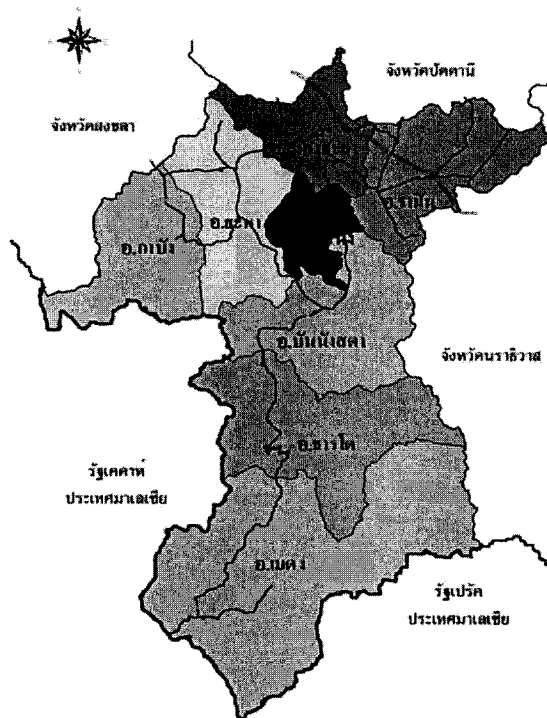 จังหวัดปัตตานี
จังหวัดสงขลา
อ.รามัน
อ.ยะหา
อ.กาบัง
อ.บันนังสตา
จังหวัดนราธิวาส
อ.ธารโต
รัฐเคดาห์
ประเทศมาเลเซีย
อ.เบตง
รัฐเปรัค
ประเทศมาเลเซีย